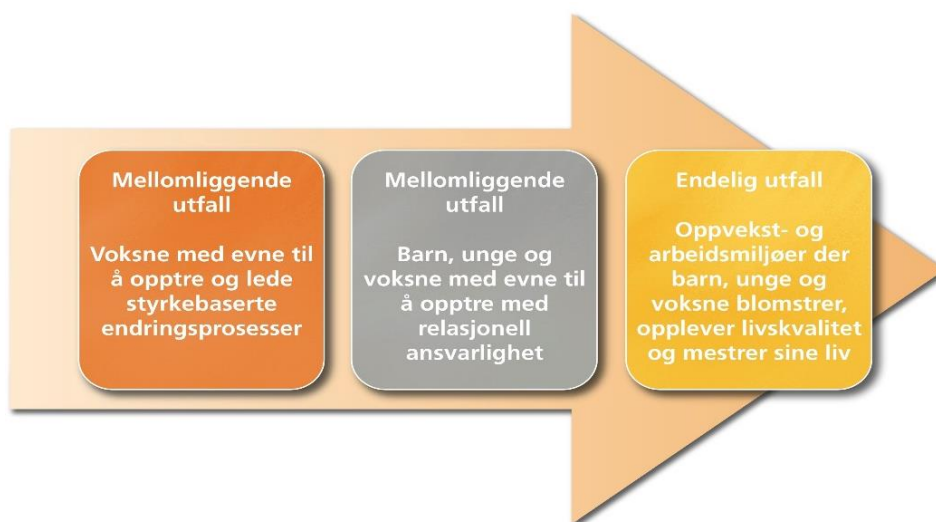 Mellomliggende
utfall
Voksne med evne til
å opptre og lede
styrkebaserte
endringsprosesser
Mellomliggende
utfall
Barn, unge og
voksne med evne til
å opptre med
relasjonell
ansvarlighet
Endelig utfall
Oppvekst- og
arbeidsmiljøer der
barn, unge og
voksne blomstrer,
opplever livskvalitet
og mestrer sine liv